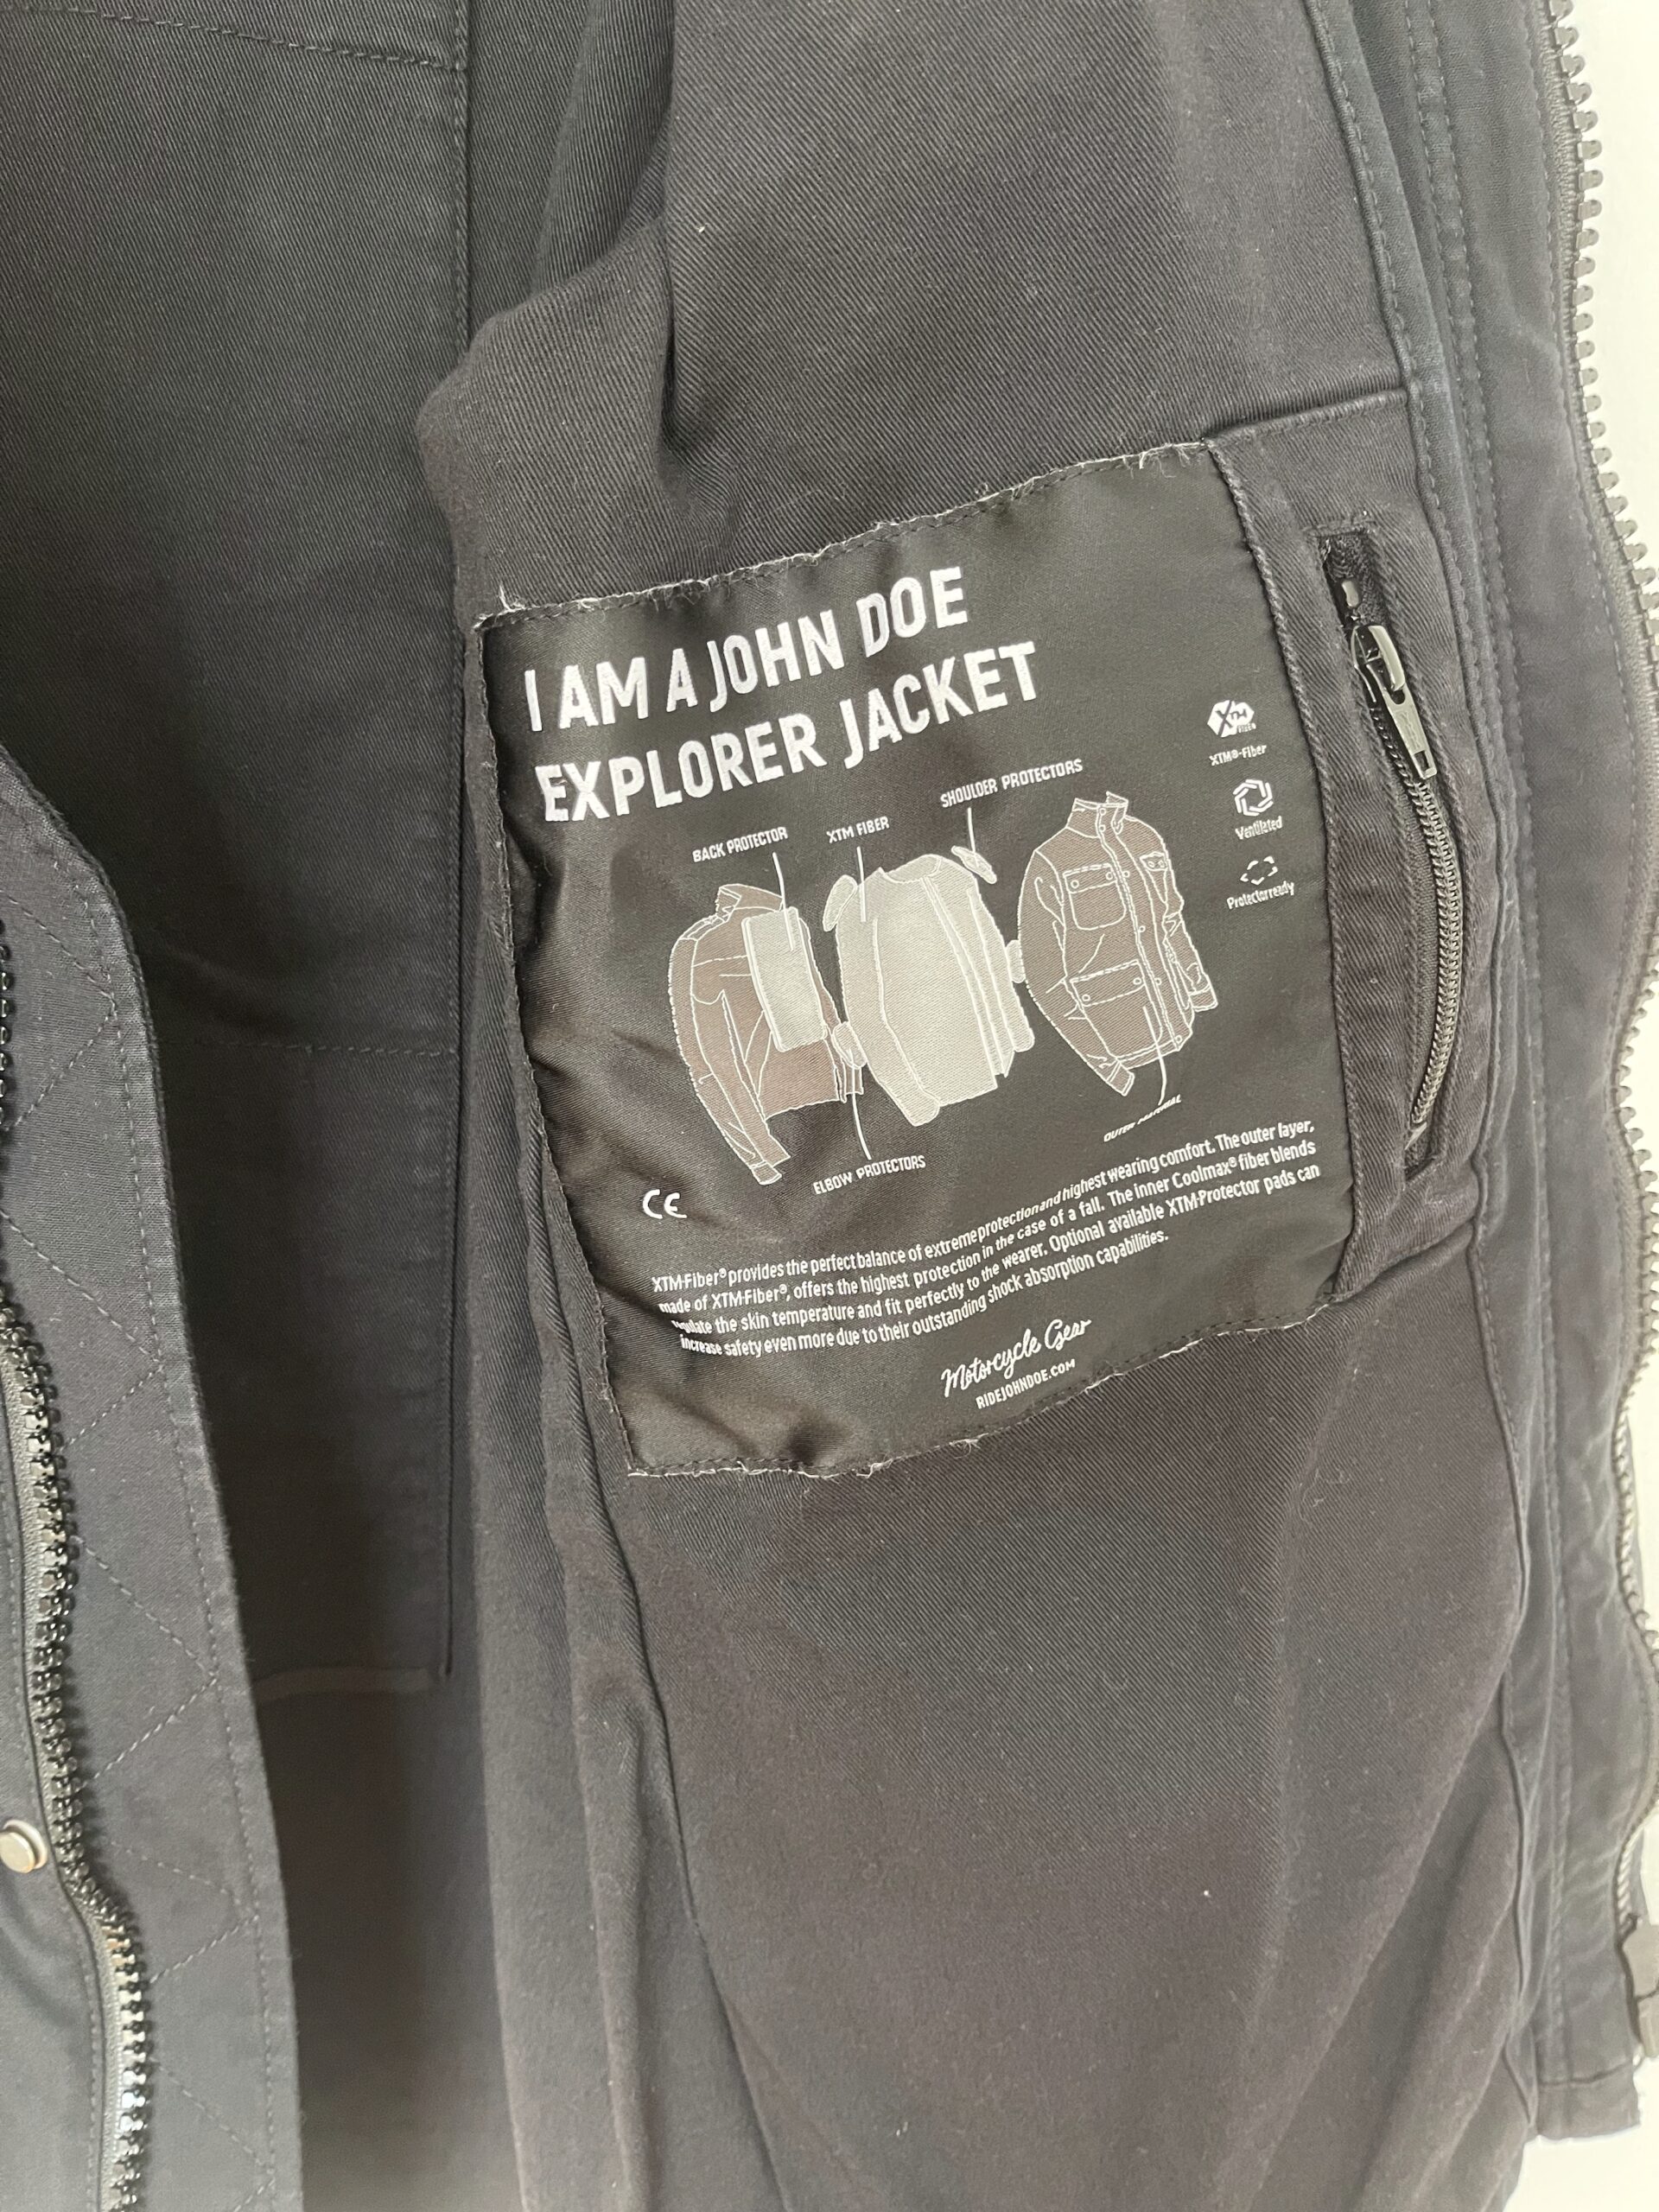 I AM A JOHN DOE
EXPLORER JACKET
XTM
FIBER
XTM®-Fiber
Ventilated
Protectorready
BACK PROTECTOR
XTM FIBER
SHOULDER PROTECTORS
ELBOW PROTECTORS
OUTER MATERIAL
CE
XTM-Fiber® provides the perfect balance of extreme protection and highest wearing comfort. The outer layer,
made of XTM-Fiber®, offers the highest protection in the case of a fall. The inner Coolmax® fiber blends
the skin temperature and fit perfectly to the wearer. Optional available XTM-Protector pads can
increase safety even more due to their outstanding shock absorption capabilities.
Motorcycle Gear
RIDEJOHNDOE.COM